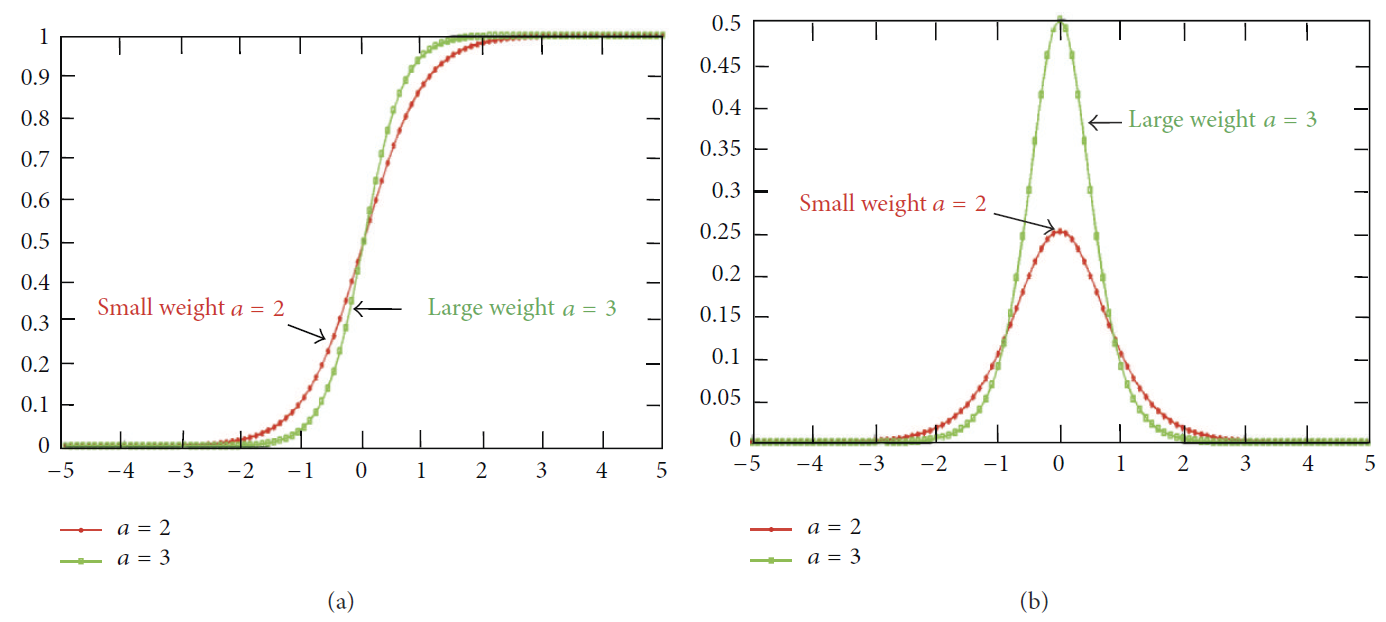 1
0.9
0.8
0.7
0.6
0.5
0.4
0.3
0.2
0.1
0
−5 −4 −3 −2 −1 0 1 2 3 4 5
Small weight a = 2
Large weight a = 3
a = 2
a = 3
(a)
0.5
0.45
0.4
0.35
0.3
0.25
0.2
0.15
0.1
0.05
0
−5 −4 −3 −2 −1 0 1 2 3 4 5
Large weight a = 3
Small weight a = 2
a = 2
a = 3
(b)